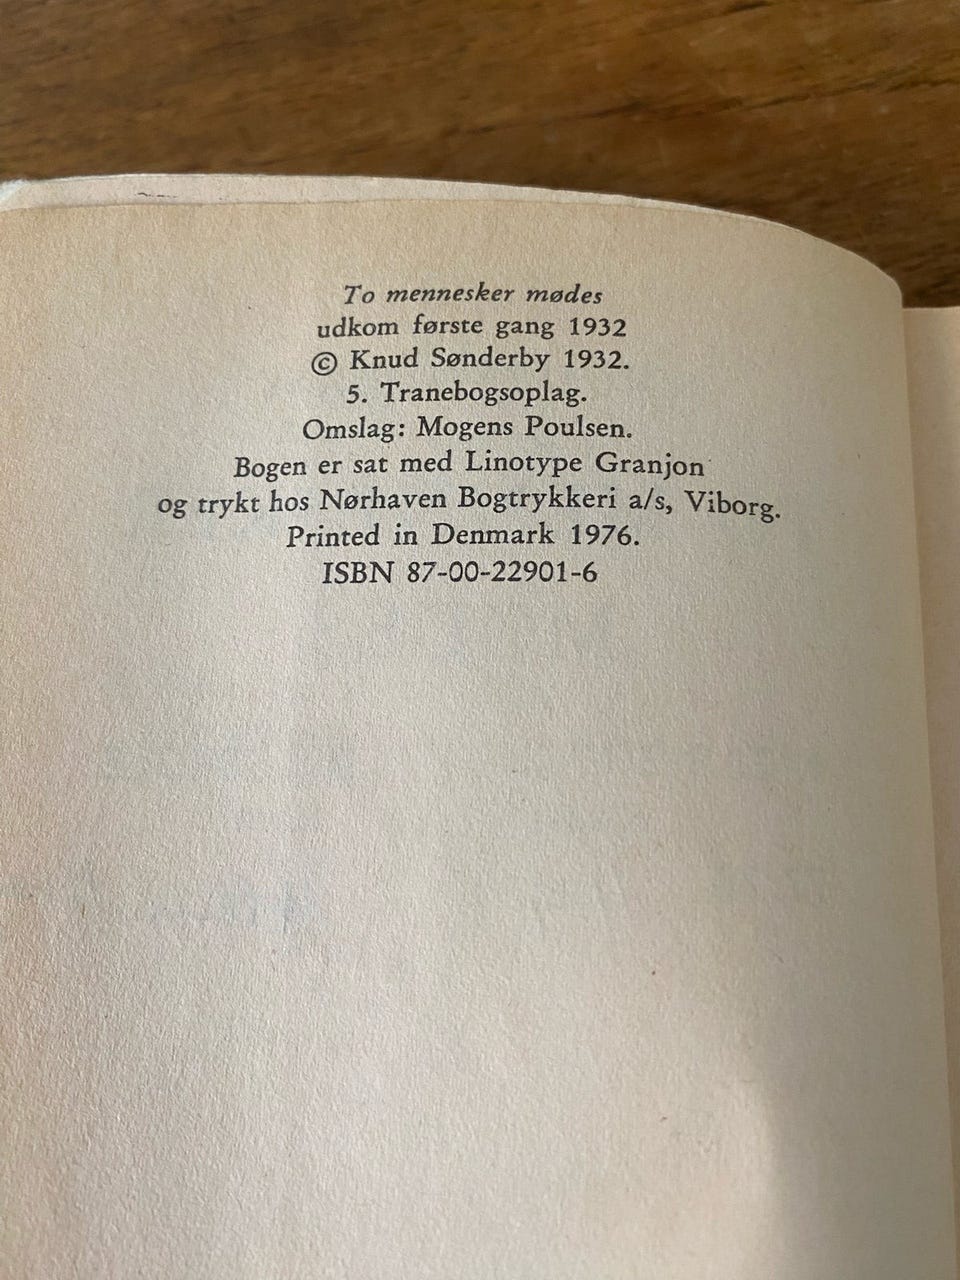 To mennesker mødes
udkom første gang 1932
© Knud Sønderby 1932.
5. Tranebogsoplag.
Omslag: Mogens Poulsen.
Bogen er sat med Linotype Granjon
og trykt hos Nørhaven Bogtrykkeri a/s, Viborg.
Printed in Denmark 1976.
ISBN 87-00-22901-6